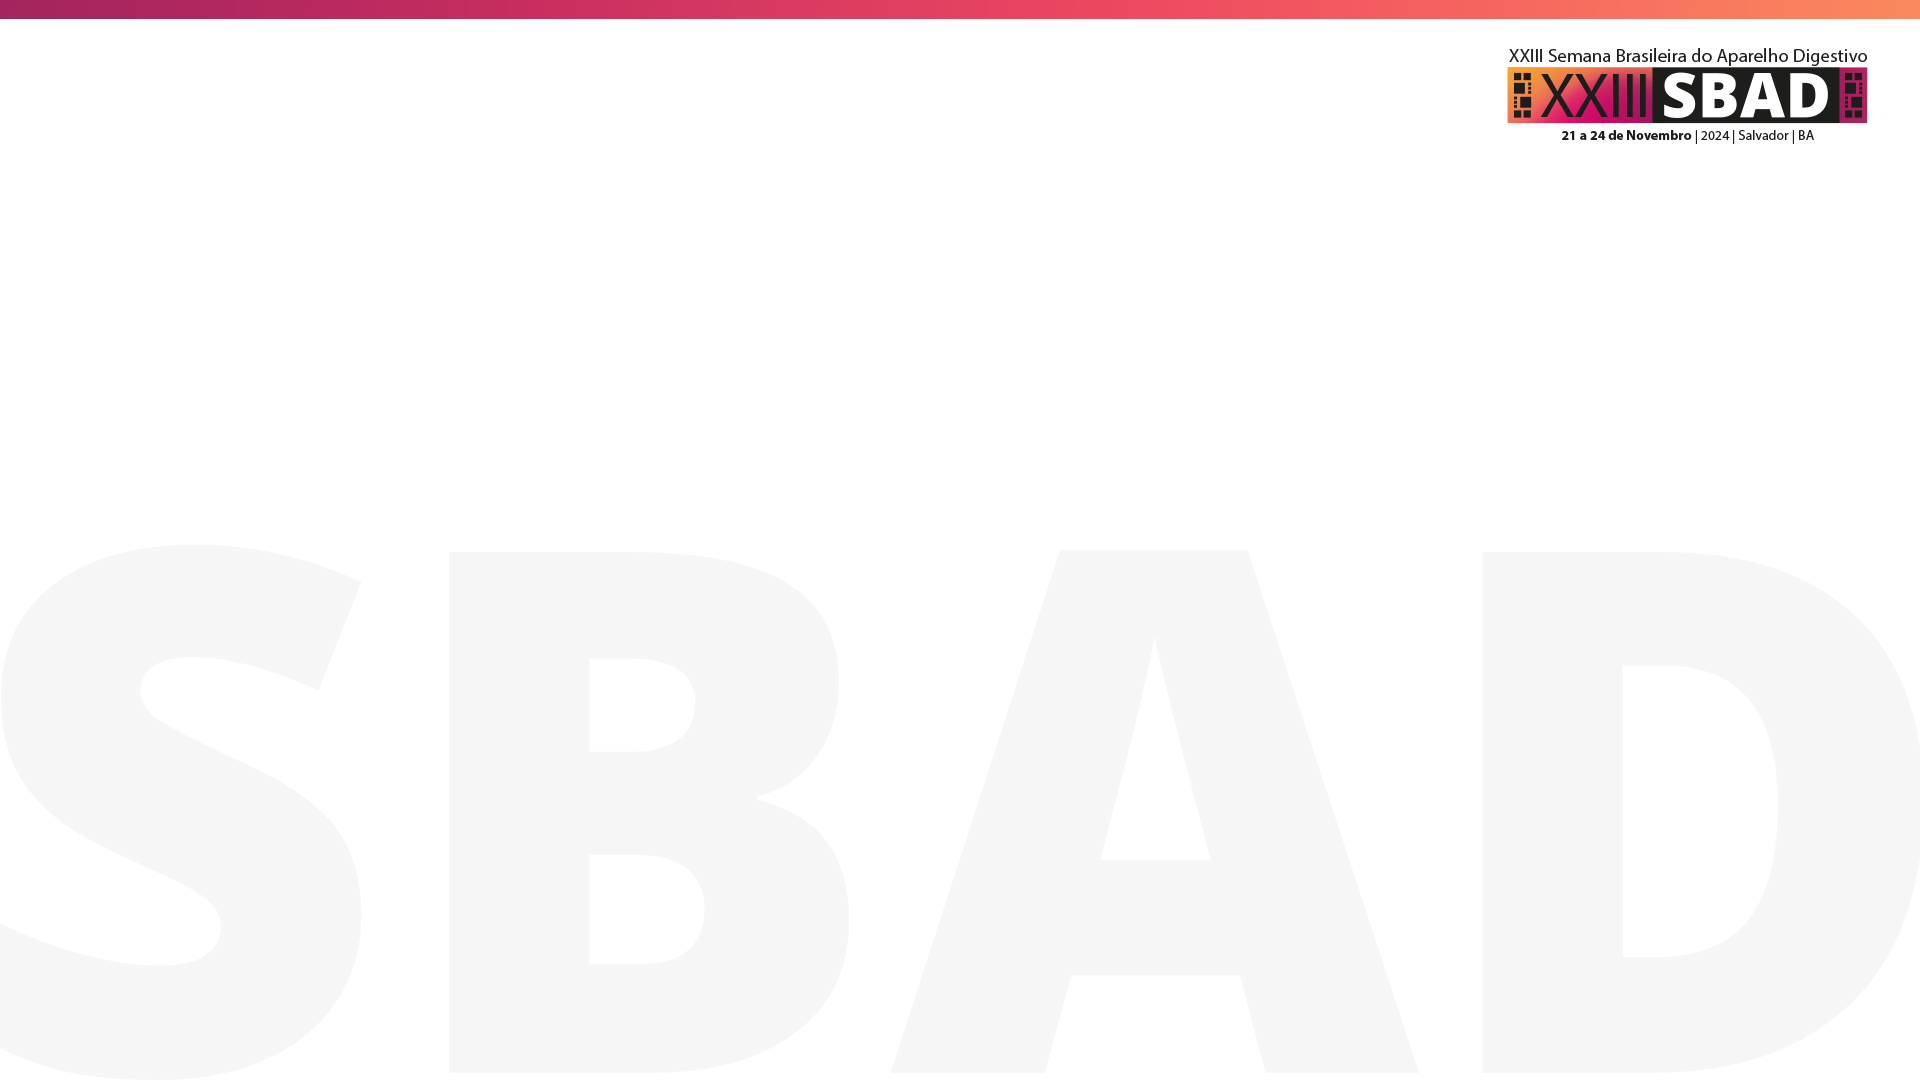 XXIII Semana Brasileira do Aparelho Digestivo
XXIII SBAD
21 a 24 de Novembro | 2024 | Salvador | BA
SBAD